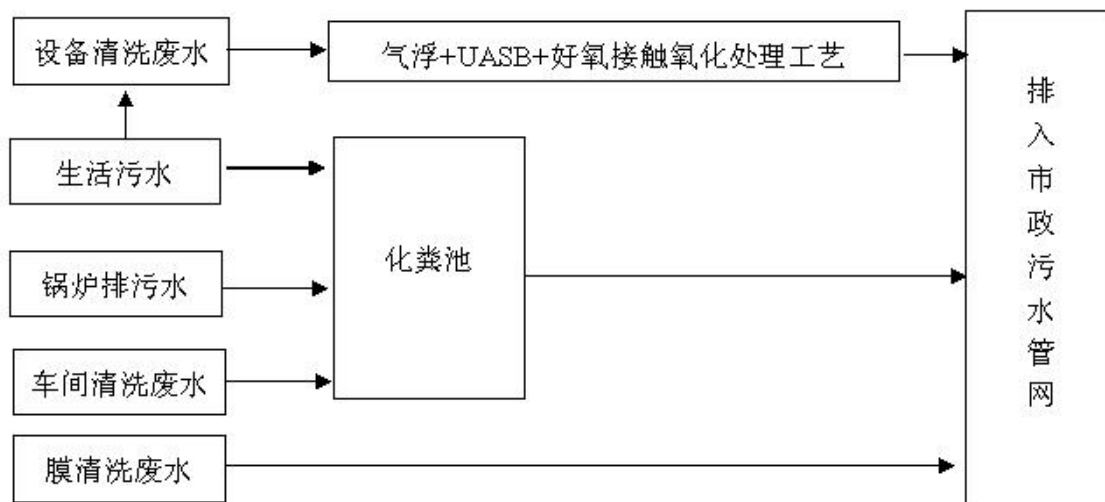 设备清洗废水
气浮+UASB+好氧接触氧化处理工艺
生活污水
化粪池
锅炉排污水
车间清洗废水
膜清洗废水
排入市政污水管网